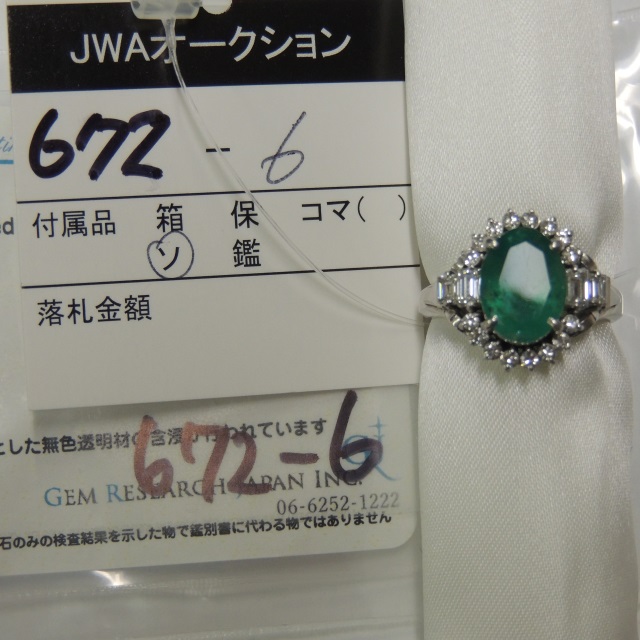 JWAオークション
672 - 6
付属品 箱 保 コマ( )
ソ 鑑
落札金額
とした無色透明材の含浸が行われています
672-6
GEM RESEARCH JAPAN INC.
06-6252-1222
石のみの検査結果を示した物で鑑別書に代わる物ではありません